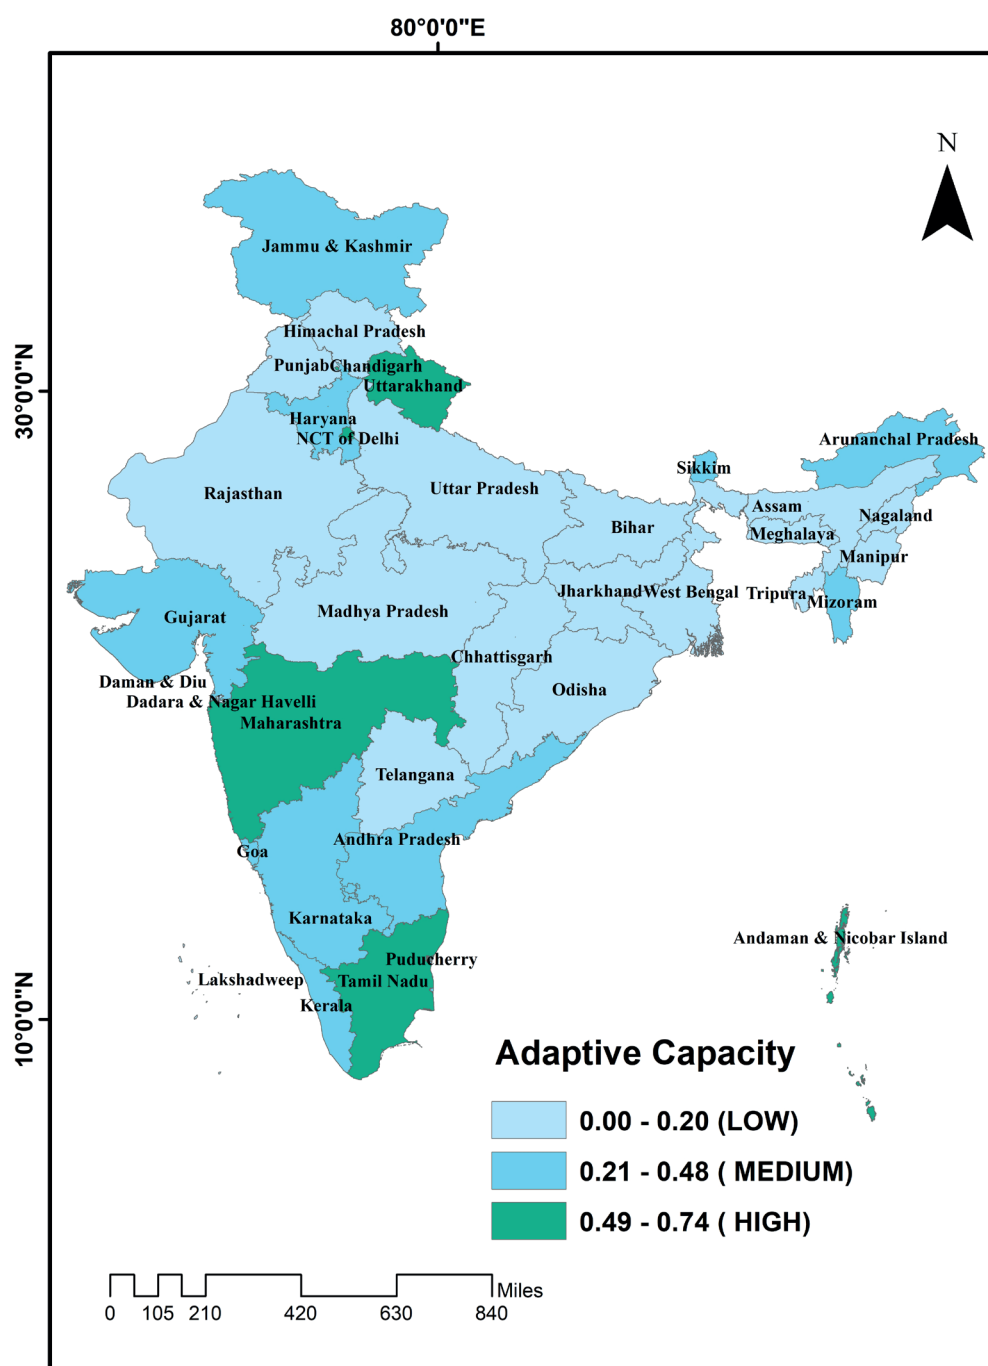 80°0'0"E
N
Jammu & Kashmir
Himachal Pradesh
Punjab
Chandigarh
Uttarakhand
30°0'0"N
Haryana
NCT of Delhi
Arunanchal Pradesh
Sikkim
Rajasthan
Uttar Pradesh
Assam
Nagaland
Bihar
Meghalaya
Manipur
Jharkhand
West Bengal
Tripura
Mizoram
Gujarat
Madhya Pradesh
Chhattisgarh
Daman & Diu
Odisha
Dadara & Nagar Havelli
Maharashtra
Telangana
Andhra Pradesh
Goa
Karnataka
Andaman & Nicobar Island
Puducherry
Lakshadweep
Tamil Nadu
Kerala
10°0'0"N
Adaptive Capacity
0.00 - 0.20 (LOW)
0.21 - 0.48 ( MEDIUM)
0.49 - 0.74 ( HIGH)
Miles
0 105 210 420 630 840